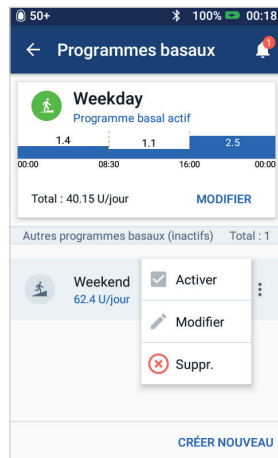 50+ 100% 00:18
Programmes basaux
1
Weekday
Programme basal actif
1.4 1.1 2.5
00:00 08:30 16:00 00:00
Total : 40.15 U/jour MODIFIER
Autres programmes basaux (inactifs) Total : 1
Weekend
62.4 U/jour
Activer
Modifier
Suppr.
CRÉER NOUVEAU